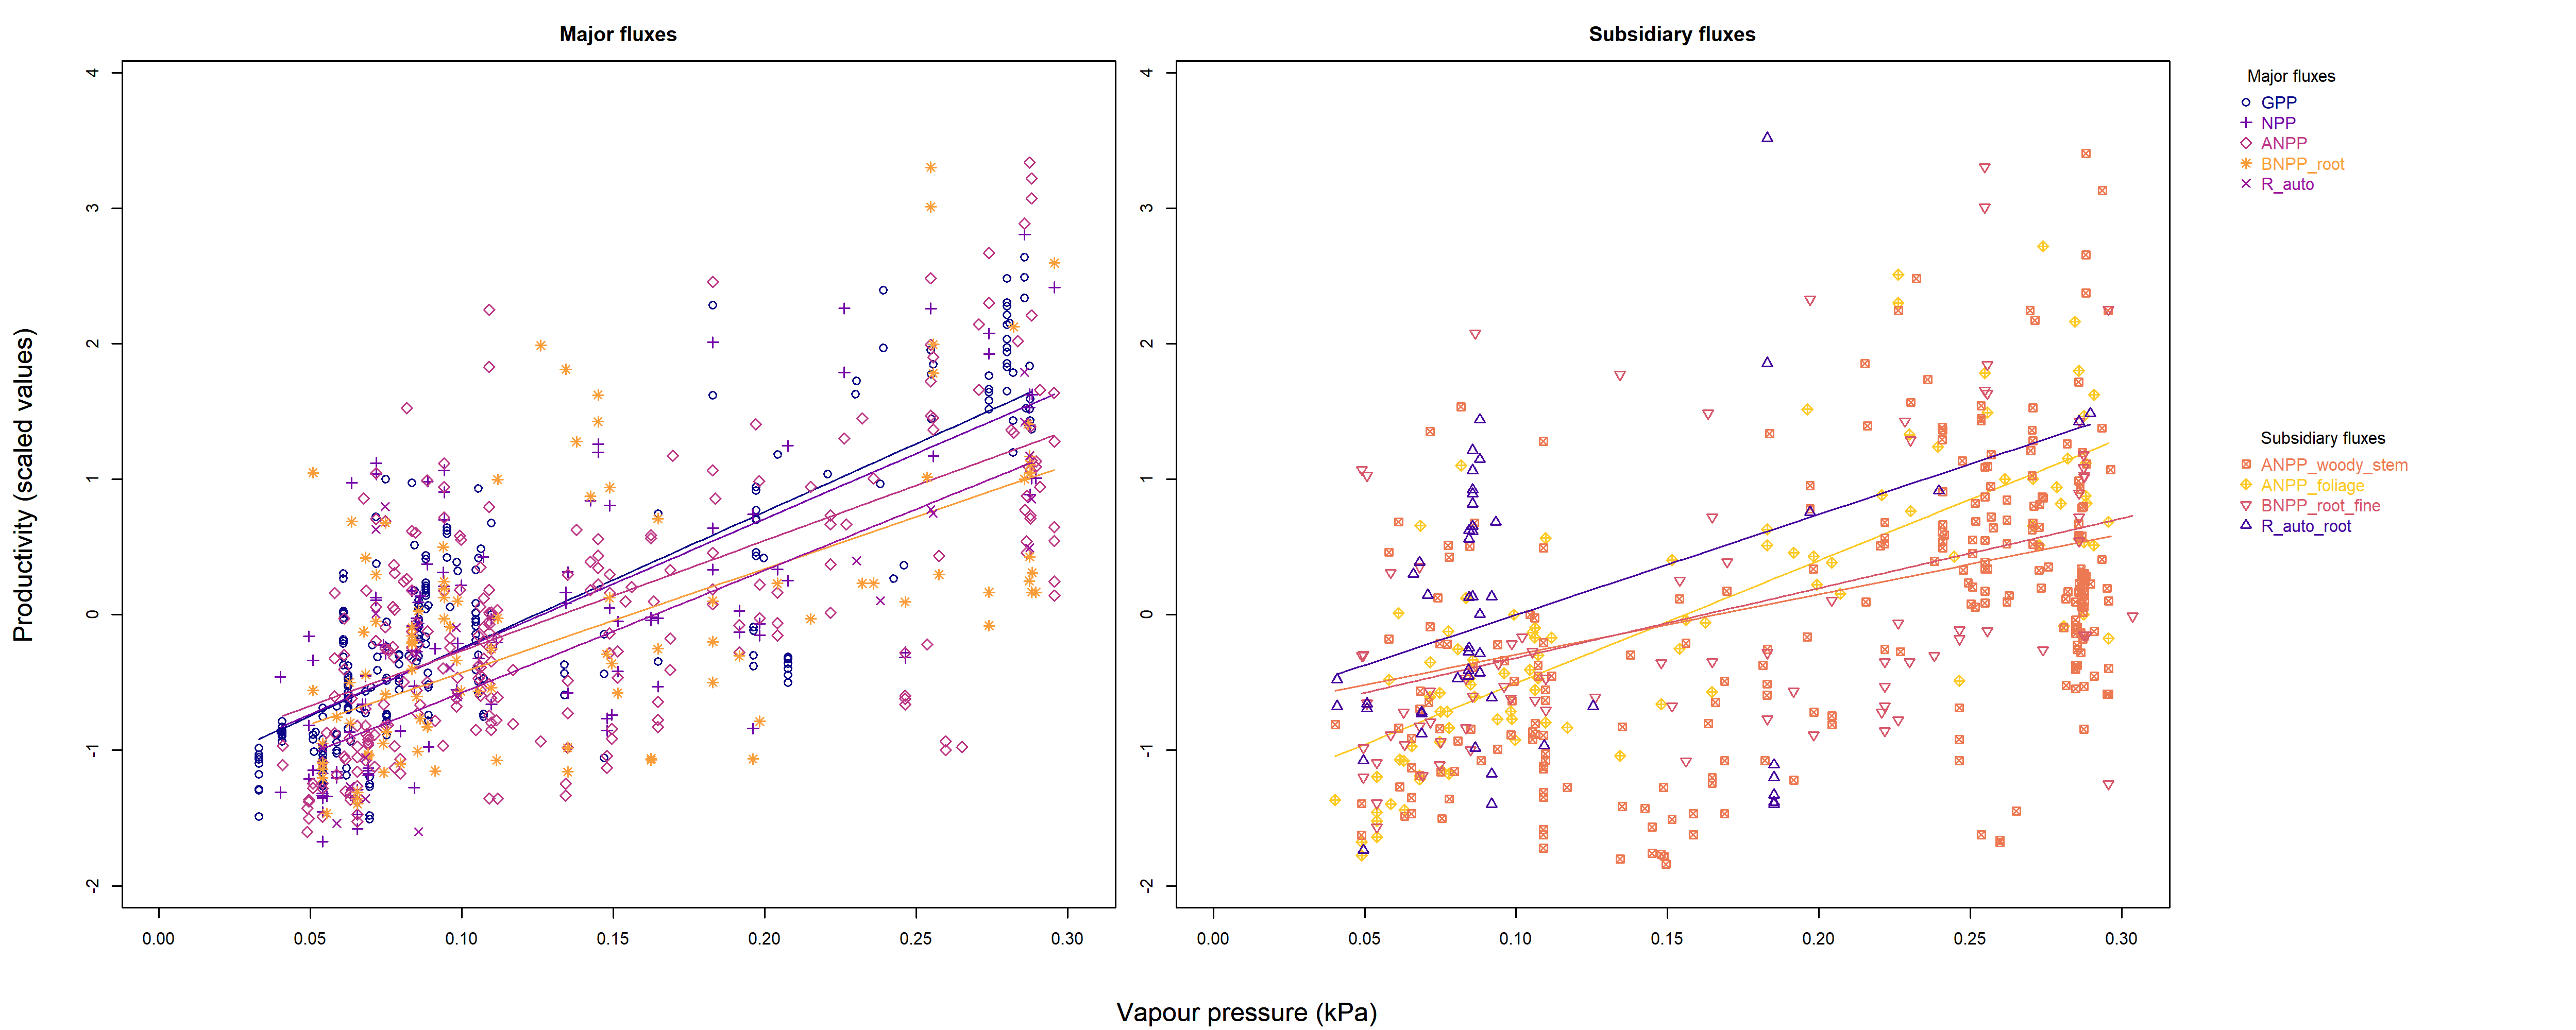 Major fluxes
Subsidiary fluxes
Productivity (scaled values)
4
3
2
1
0
-1
-2
0.00 0.05 0.10 0.15 0.20 0.25 0.30
4
3
2
1
0
-1
-2
0.00 0.05 0.10 0.15 0.20 0.25 0.30
Vapour pressure (kPa)
Major fluxes
GPP
NPP
ANPP
BNPP_root
R_auto
Subsidiary fluxes
ANPP_woody_stem
ANPP_foliage
BNPP_root_fine
R_auto_root